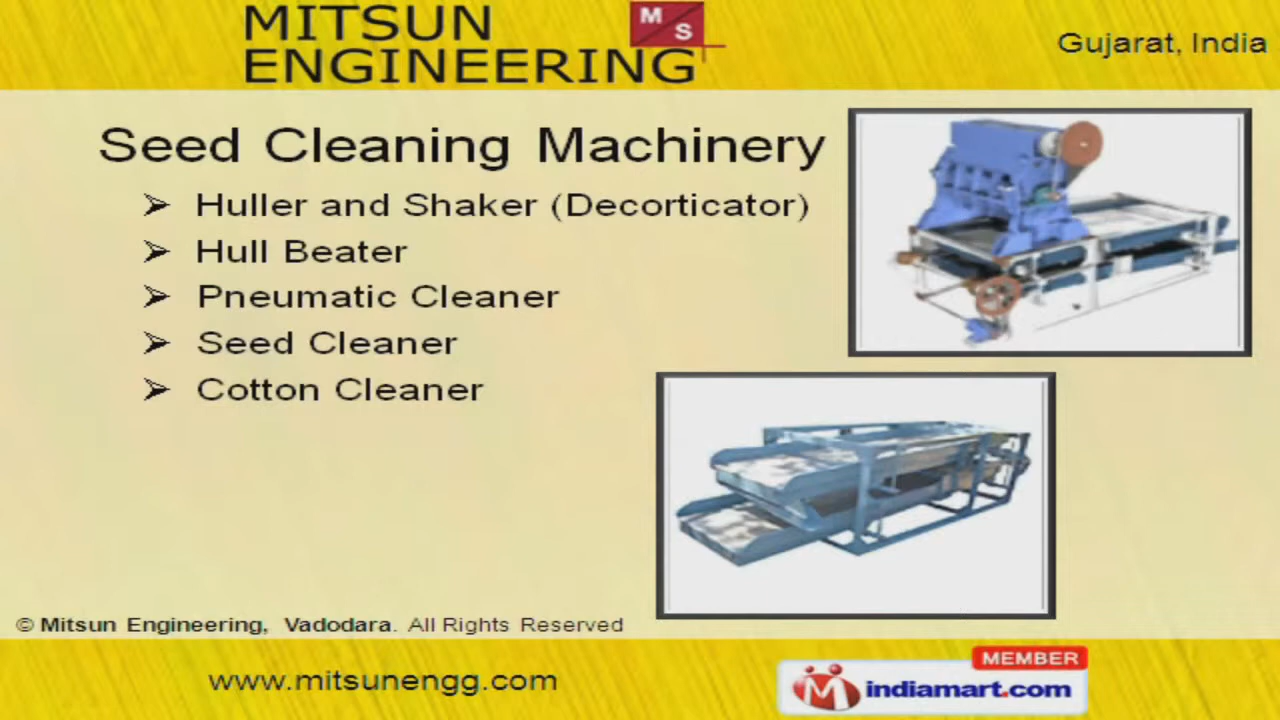 MITSUN
ENGINEERING
M
S
Gujarat, India
Seed Cleaning Machinery
➢ Huller and Shaker (Decorticator)
➢ Hull Beater
➢ Pneumatic Cleaner
➢ Seed Cleaner
➢ Cotton Cleaner
© Mitsun Engineering, Vadodara. All Rights Reserved
www.mitsunengg.com
MEMBER
indiamart.com